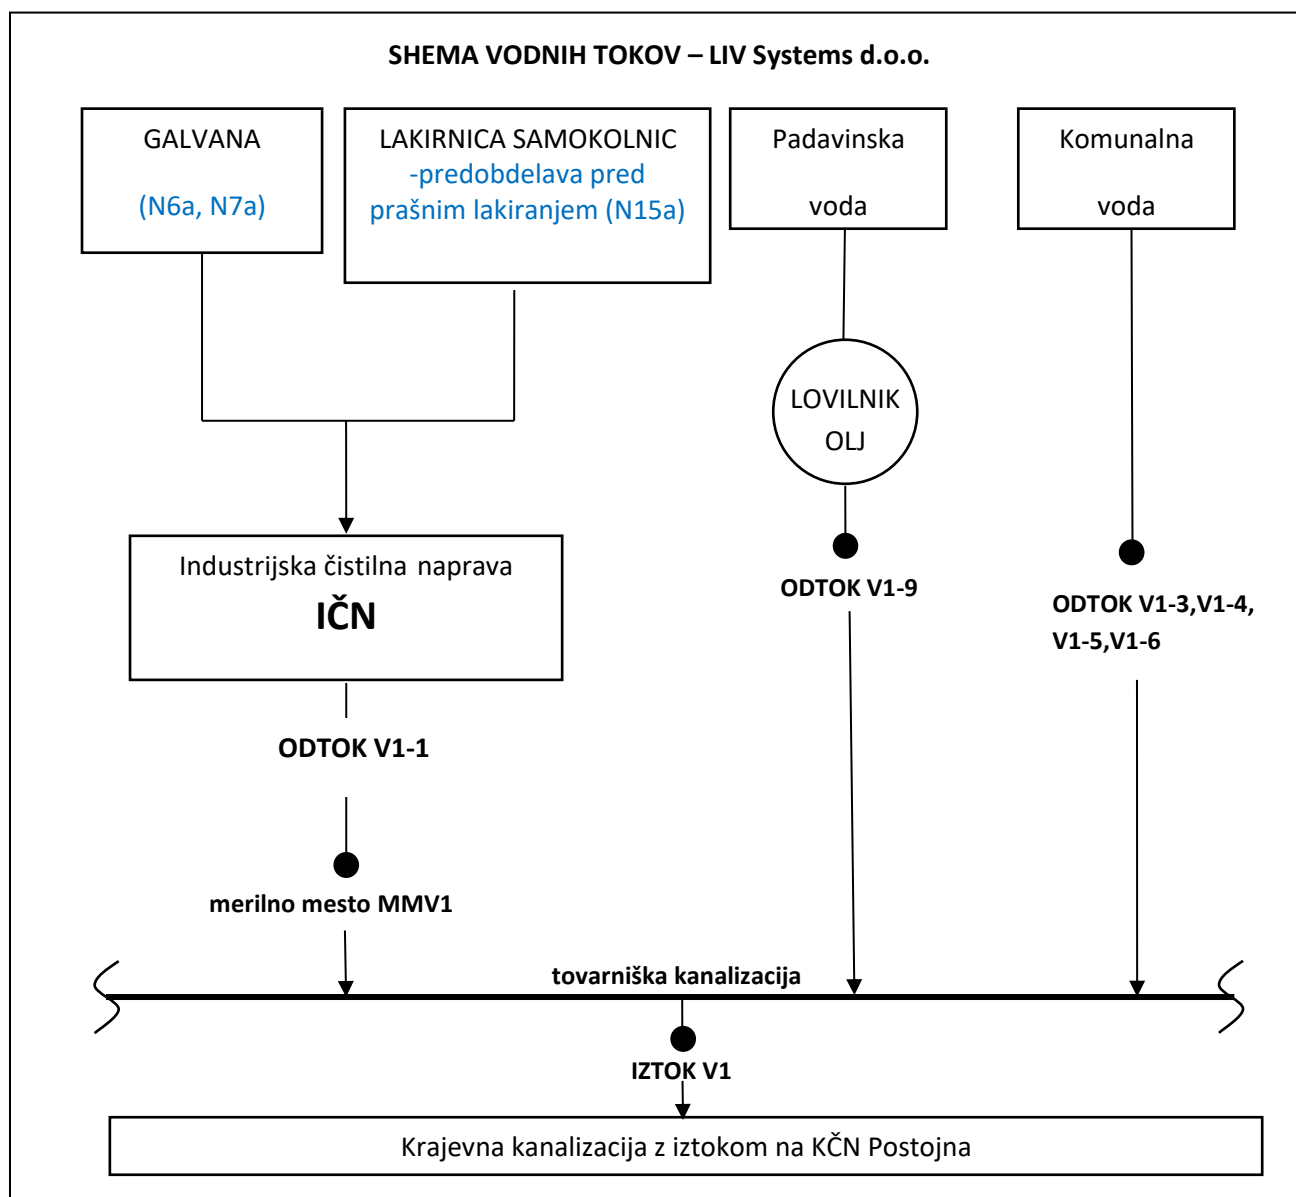 SHEMA VODNIH TOKOV – LIV Systems d.o.o.
GALVANA
(N6a, N7a)
LAKIRNICA SAMOKOLNIC
-predobdelava pred
prašnim lakiranjem (N15a)
Padavinska
voda
Komunalna
voda
LOVILNIK
OLJ
Industrijska čistilna naprava
IČN
ODTOK V1-9
ODTOK V1-3,V1-4,
V1-5,V1-6
ODTOK V1-1
merilno mesto MMV1
tovarniška kanalizacija
IZTOK V1
Krajevna kanalizacija z iztokom na KČN Postojna